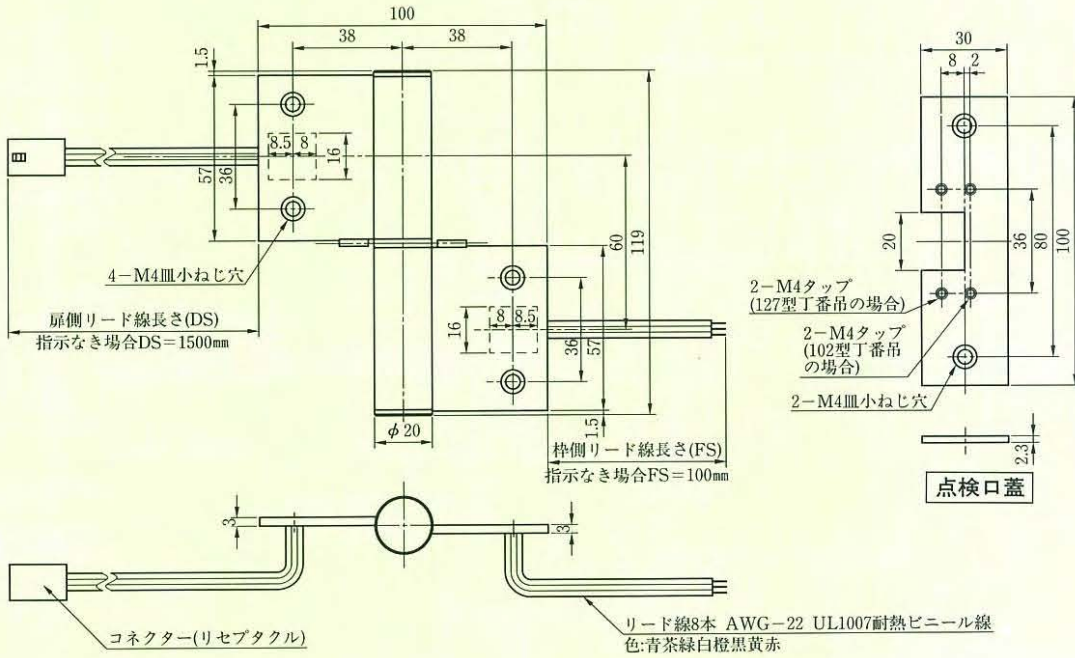 100
38 38
1.5
57
36
8.5 8
16
60
119
4-M4皿小ねじ穴
扉側リード線長さ(DS)
指示なき場合DS=1500㎜
16
8 8.5
36
57
1.5
φ20
枠側リード線長さ(FS)
指示なき場合FS=100㎜
3
3
コネクター(リセプタクル)
リード線8本 AWG-22 UL1007耐熱ビニール線
色:青茶緑白橙黒黄赤
30
8 2
20
36
80
100
2-M4タップ
(127型丁番吊の場合)
2-M4タップ
(102型丁番吊
の場合)
2-M4皿小ねじ穴
2.3
点検口蓋